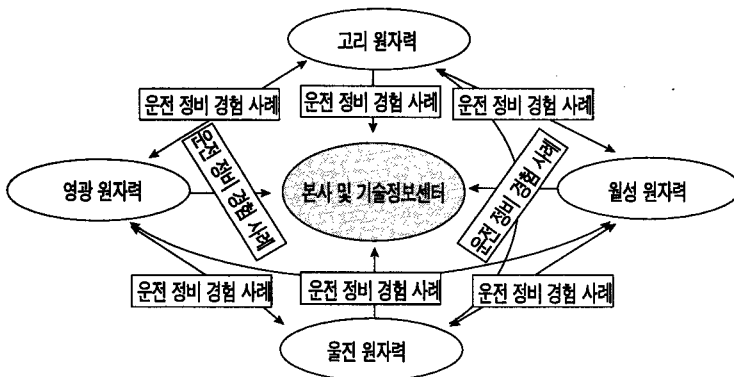 고리 원자력
운전 정비 경험 사례
운전 정비 경험 사례
운전 정비 경험 사례
운전 정비 경험 사례
운전 정비 경험 사례
영광 원자력
본사 및 기술정보센터
월성 원자력
운전 정비 경험 사례
운전 정비 경험 사례
운전 정비 경험 사례
울진 원자력